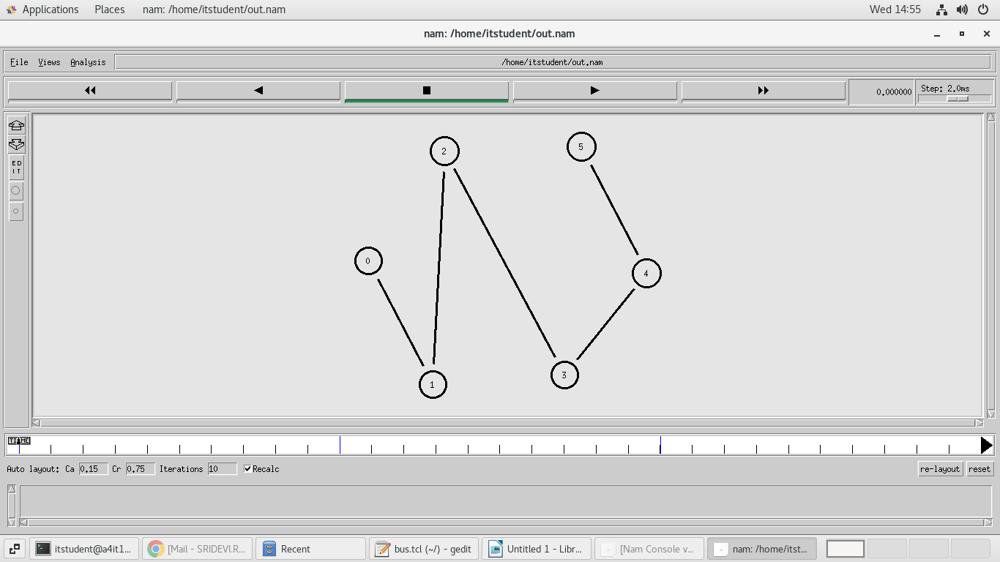 Applications Places nam: /home/itstudent/out.nam Wed 14:55
nam: /home/itstudent/out.nam
File Views Analysis /home/itstudent/out.nam
0.000000 Step: 2.0ms
2 5
ED
IT
0
4
3
1
TIME
Auto layout: Ca 0.15 Cr 0.75 Iterations 10 Recalc re-layout reset
itstudent@a4it1... [Mail - SRIDEVI.R... Recent bus.tcl (~/) - gedit Untitled 1 - Libr... [Nam Console v... nam: /home/itst...